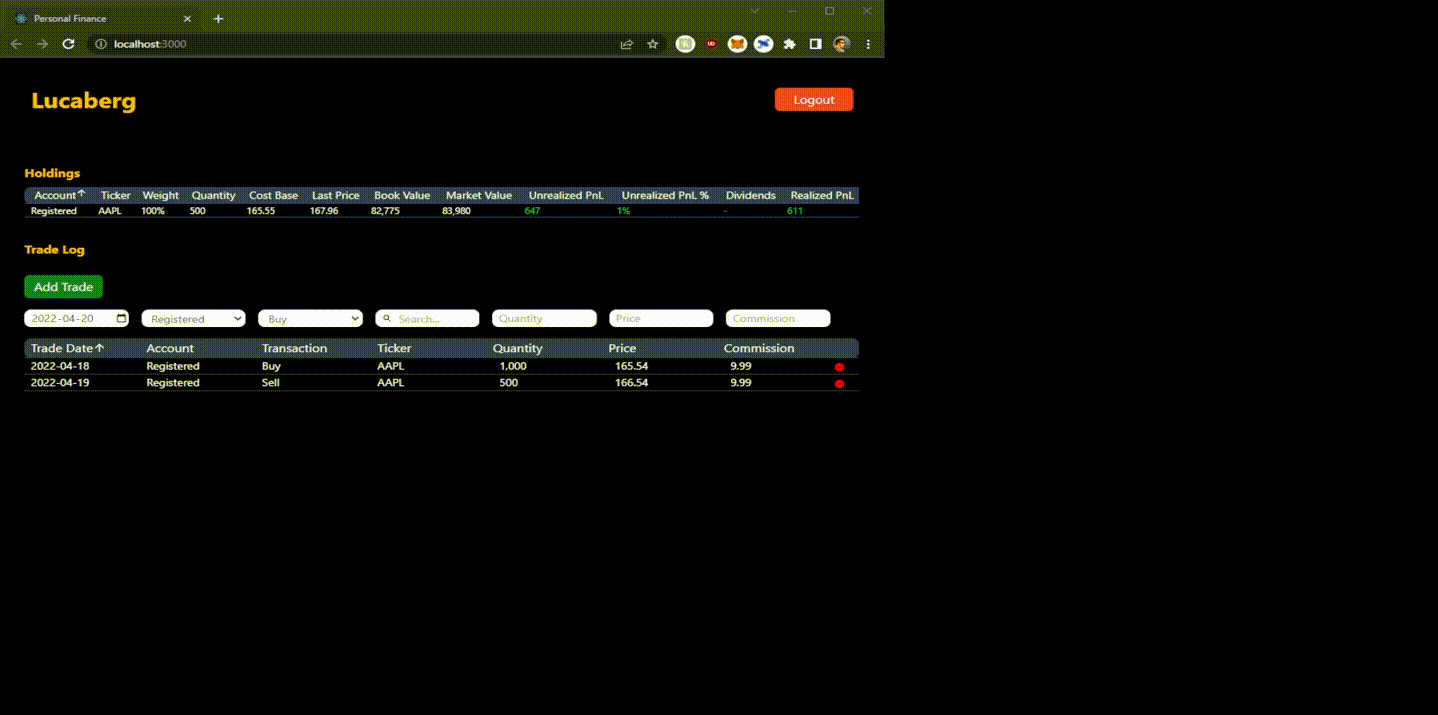 Personal Finance
localhost:3000
Lucaberg
Logout
Holdings
Account Ticker Weight Quantity Cost Base Last Price Book Value Market Value Unrealized PnL Unrealized PnL % Dividends Realized PnL
Registered AAPL 100% 500 165.55 167.96 82,775 83,980 647 1% - 611
Trade Log
Add Trade
2022-04-20 Registered Buy Search... Quantity Price Commission
Trade Date Account Transaction Ticker Quantity Price Commission
2022-04-18 Registered Buy AAPL 1,000 165.54 9.99
2022-04-19 Registered Sell AAPL 500 166.54 9.99